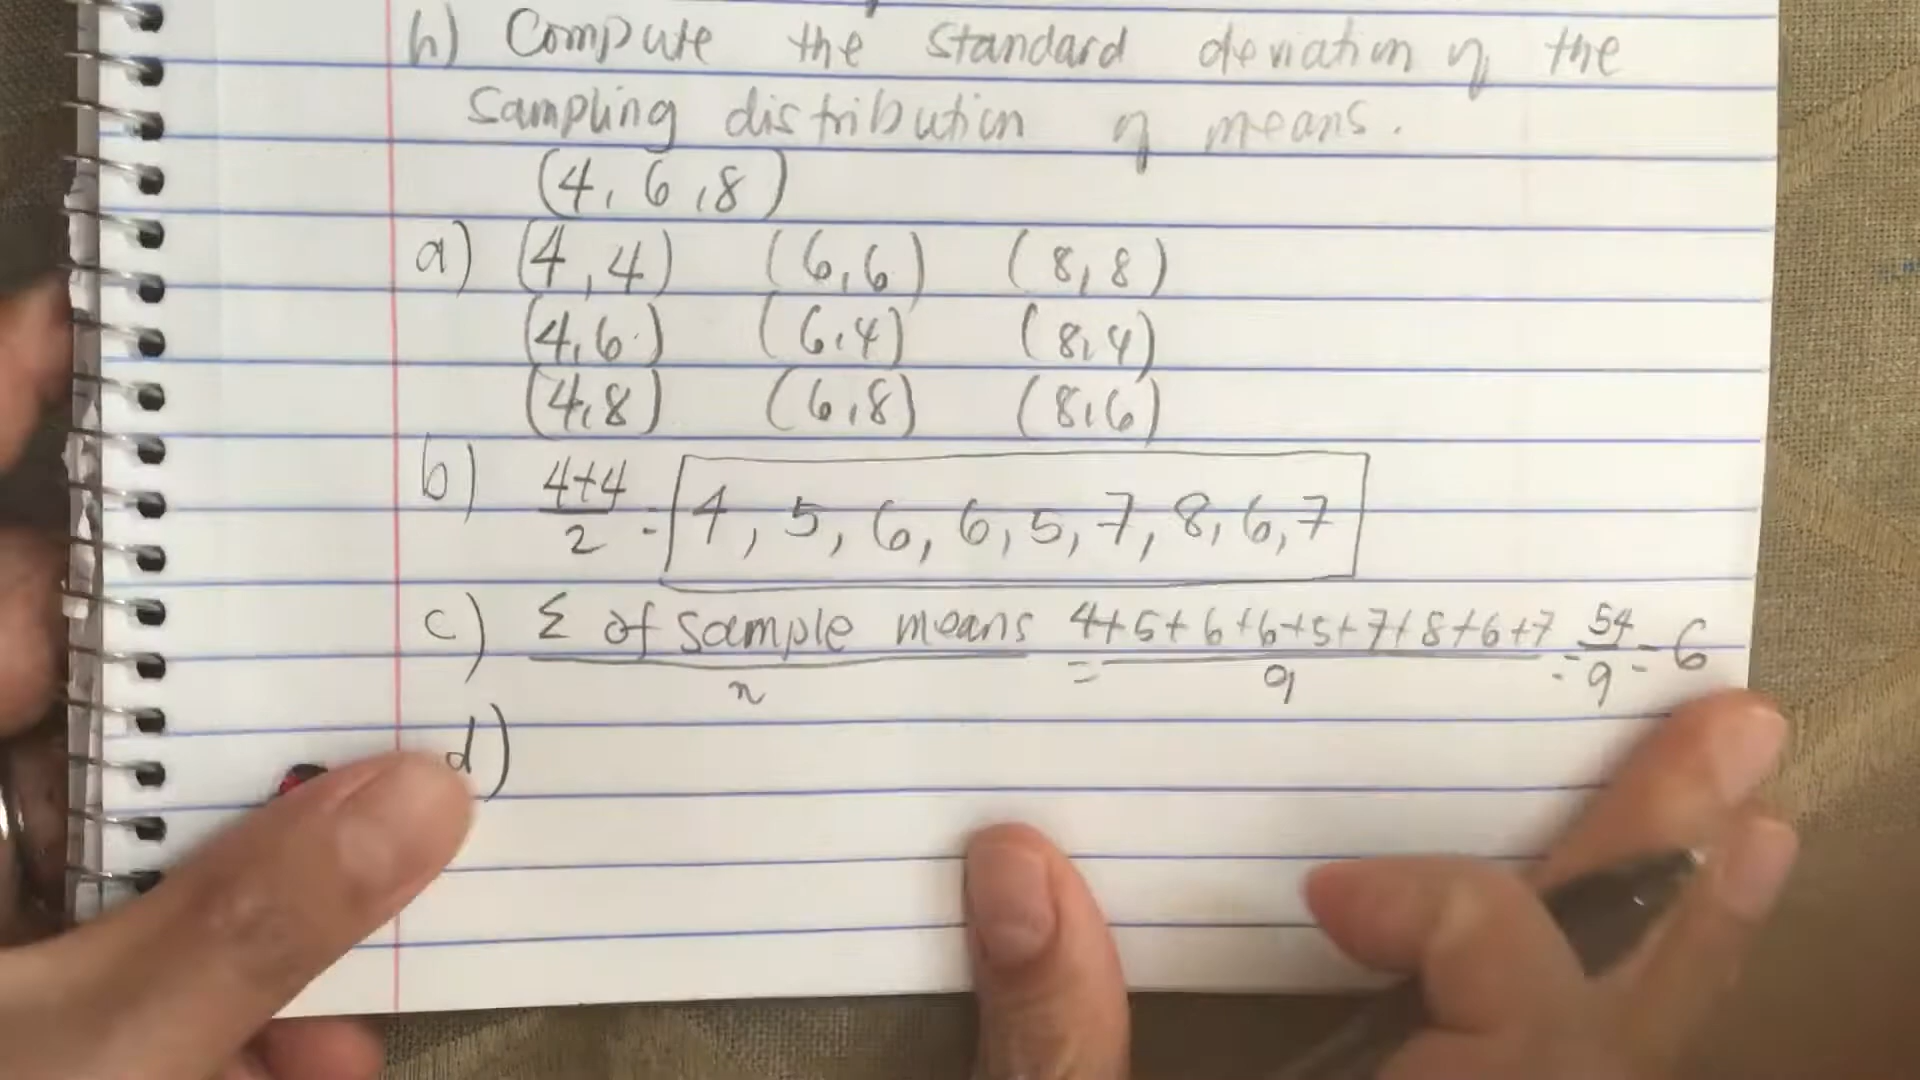 h) Compute the standard deviation of the
sampling distribution of means.
(4, 6, 8)
a) (4, 4) (6, 6) (8, 8)
(4, 6) (6, 4) (8, 4)
(4, 8) (6, 8) (8, 6)
b) 4+4/2 = 4, 5, 6, 6, 5, 7, 8, 6, 7
c) Σ of sample means/n = 4+5+6+6+5+7+8+6+7/9 = 54/9 = 6
d)